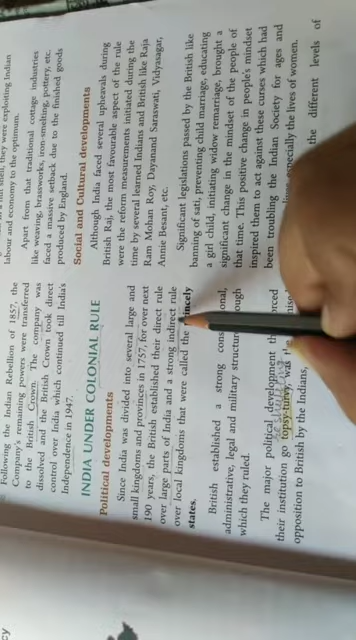 Following the Indian Rebellion of 1857, the
Company's remaining powers were transferred
to the British Crown. The company was
dissolved and the British Crown took direct
control over India which continued till India's
Independence in 1947.
INDIA UNDER COLONIAL RULE
Political developments
Since India was divided into several large and
small kingdoms and provinces in 1757, for over next
190 years, the British established their direct rule
over large parts of India and a strong indirect rule
over local kingdoms that were called the princely
states.
British established a strong
administrative, legal and military structure
which they ruled.
The major political development
their institution go topsy-turvy, was
opposition to British by the Indians,
they were exploiting Indian
labour and economy to the optimum.
Apart from that traditional cottage industries
like weaving, brassworks, iron-smelting, pottery, etc.
faced a massive setback due to the finished goods
produced by England.
Social and Cultural developments
Although India faced several upheavals during
British Raj, the most favourable aspect of the rule
were the reform measurements initiated during the
time by several learned Indians and British like Raja
Ram Mohan Roy, Dayanand Saraswati, Vidyasagar,
Annie Besant, etc.
Significant legislations passed by the British like
banning of sati, preventing child marriage, educating
a girl child, initiating widow remarriage, brought a
significant change in the mindset of the people of
that time. This positive change in people's mindset
inspired them to act against these curses which had
been troubling the Indian Society for ages and
especially the lives of women.
the different levels of